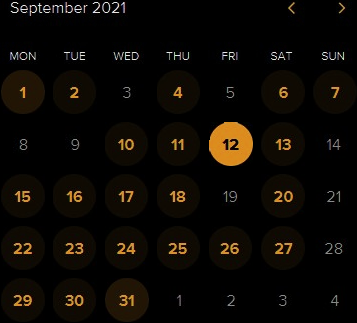 September 2021 < >
MON TUE WED THU FRI SAT SUN
1 2 3 4 5 6 7
8 9 10 11 12 13 14
15 16 17 18 19 20 21
22 23 24 25 26 27 28
29 30 31 1 2 3 4